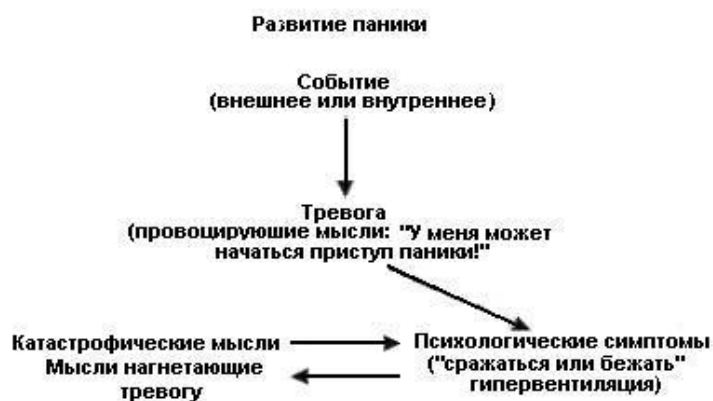 Развитие паники
Событие
(внешнее или внутреннее)
Тревога
(провоцирующие мысли: "У меня может
начаться приступ паники!"
Катастрофические мысли
Мысли нагнетающие
тревогу
Психологические симптомы
("сражаться или бежать"
гипервентиляция)